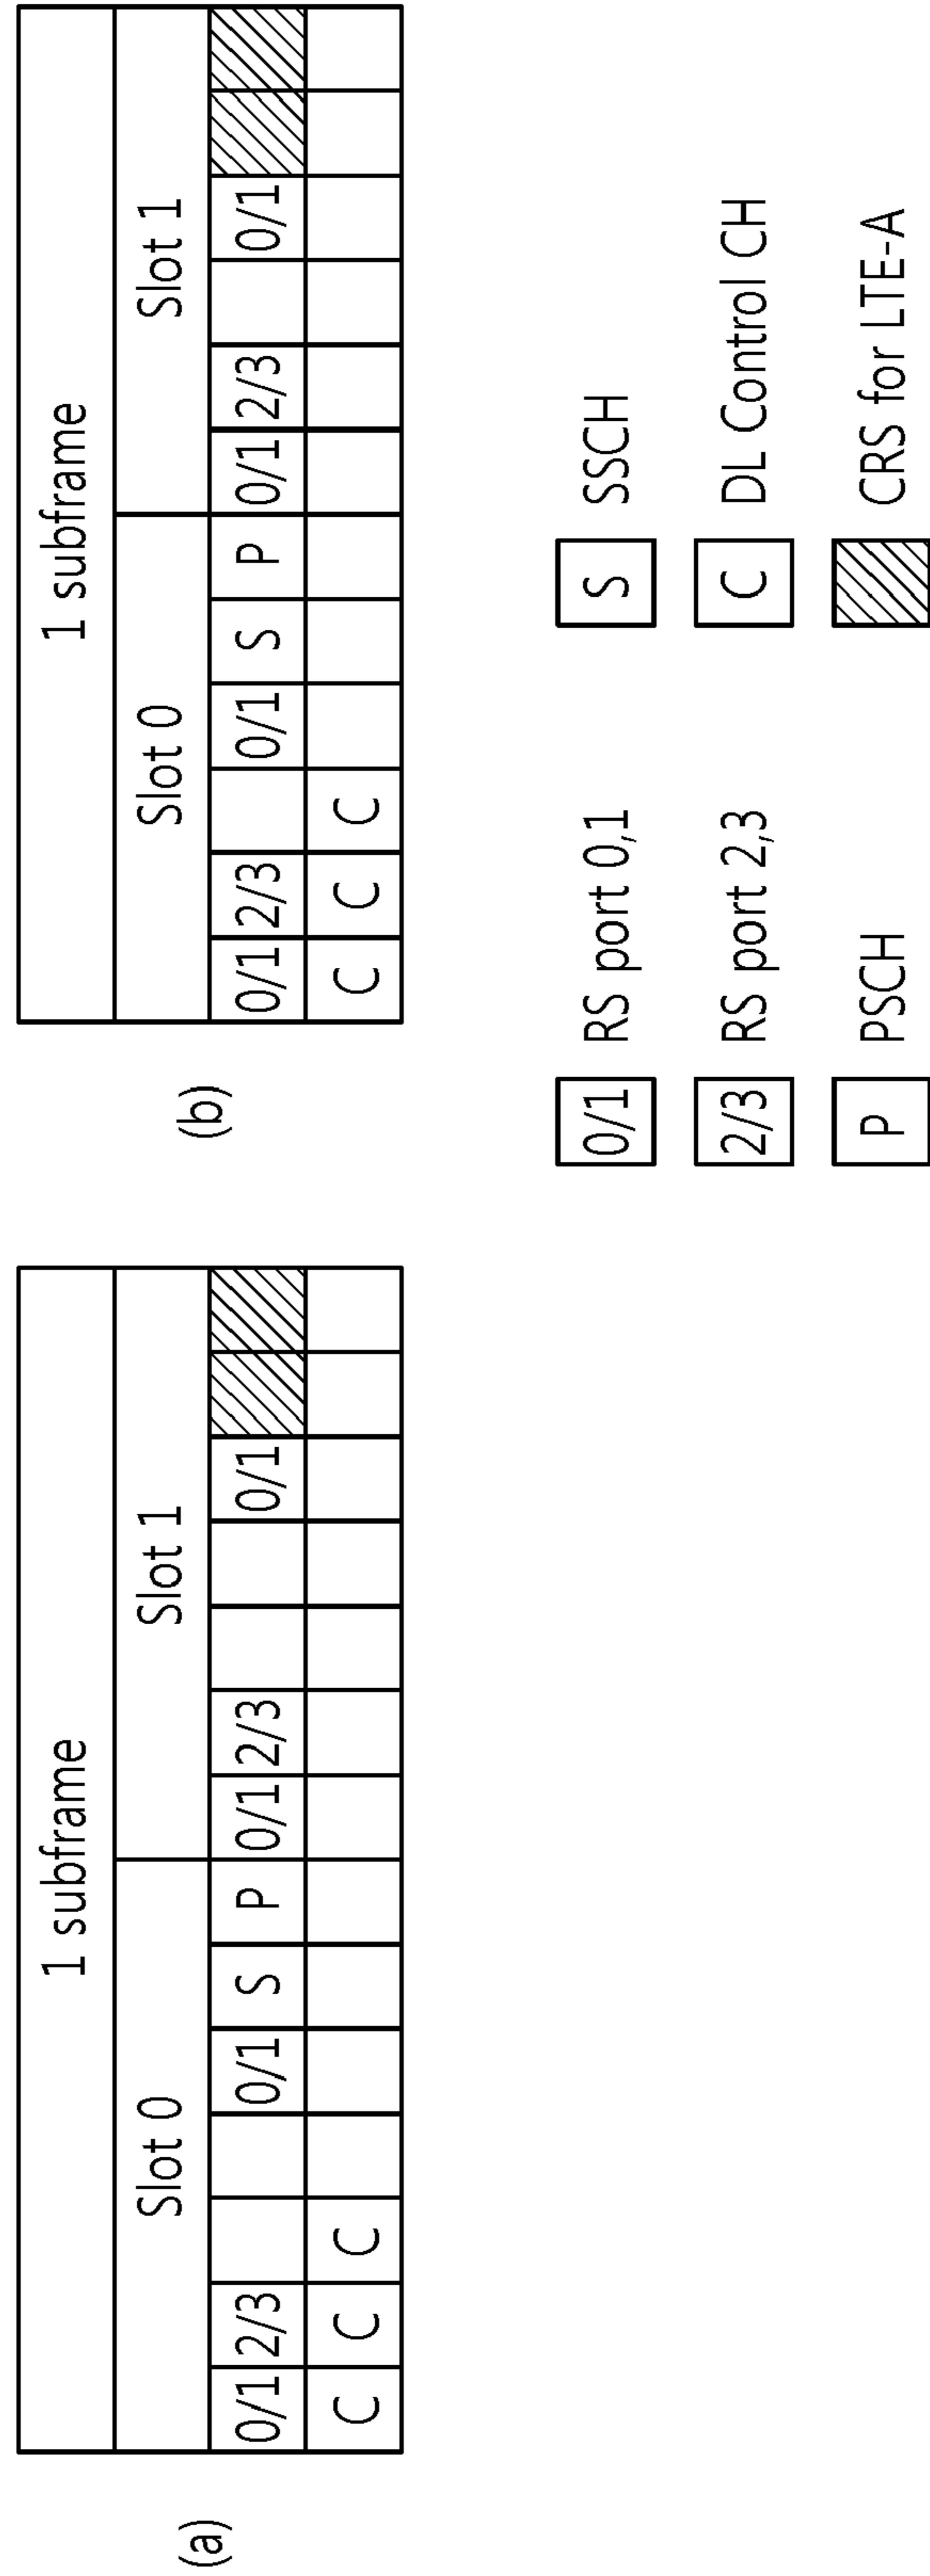 (a)
1 subframe
Slot 0 Slot 1
0/1 2/3 0/1 S P 0/1 2/3 0/1
C C C
(b)
1 subframe
Slot 0 Slot 1
0/1 2/3 0/1 S P 0/1 2/3 0/1
C C C
0/1 RS port 0,1
S SSCH
2/3 RS port 2,3
C DL Control CH
P PSCH
CRS for LTE-A